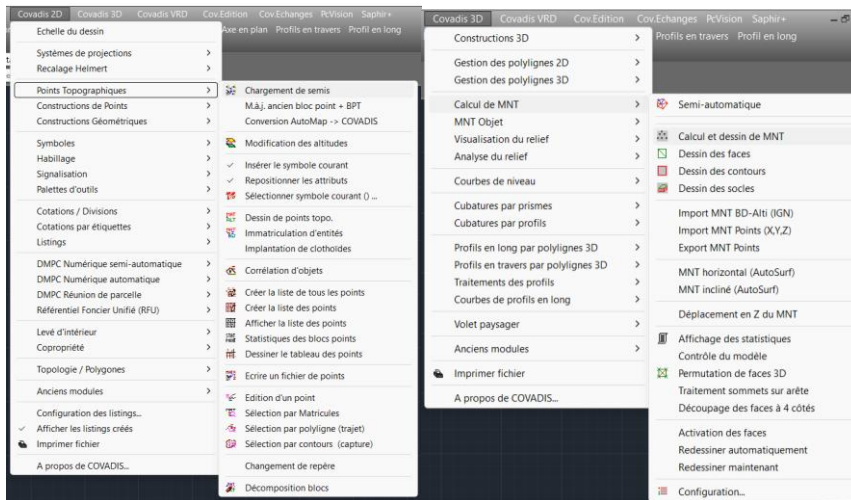 Covadis 2D Covadis 3D Covadis VRD Cov.Edition Cov.Echanges PcVision Saphir+
Axe en plan Profils en travers Profil en long
Echelle du dessin
Systèmes de projections
Recalage Helmert
Points Topographiques
Constructions de Points
Constructions Géométriques
Symboles
Habillage
Signalisation
Palettes d'outils
Cotations / Divisions
Cotations par étiquettes
Listings
DMPC Numérique semi-automatique
DMPC Numérique automatique
DMPC Réunion de parcelle
Référentiel Foncier Unifié (RFU)
Levé d'intérieur
Copropriété
Topologie / Polygones
Anciens modules
Configuration des listings...
Afficher les listings créés
Imprimer fichier
A propos de COVADIS...
Chargement de semis
M.à.j. ancien bloc point + BPT
Conversion AutoMap -> COVADIS
Modification des altitudes
Insérer le symbole courant
Repositionner les attributs
Sélectionner symbole courant () ...
Dessin de points topo.
Immatriculation d'entités
Implantation de clothoïdes
Corrélation d'objets
Créer la liste de tous les points
Créer la liste des points
Afficher la liste des points
Statistiques des blocs points
Dessiner le tableau des points
Ecrire un fichier de points
Edition d'un point
Sélection par Matricules
Sélection par polyligne (trajet)
Sélection par contours (capture)
Changement de repère
Décomposition blocs
Covadis 3D Covadis VRD Cov.Edition Cov.Echanges PcVision Saphir+
Profils en travers Profil en long
Constructions 3D
Gestion des polylignes 2D
Gestion des polylignes 3D
Calcul de MNT
MNT Objet
Visualisation du relief
Analyse du relief
Courbes de niveau
Cubatures par prismes
Cubatures par profils
Profils en long par polylignes 3D
Profils en travers par polylignes 3D
Traitements des profils
Courbes de profils en long
Volet paysager
Anciens modules
Imprimer fichier
A propos de COVADIS...
Semi-automatique
Calcul et dessin de MNT
Dessin des faces
Dessin des contours
Dessin des socles
Import MNT BD-Alti (IGN)
Import MNT Points (X,Y,Z)
Export MNT Points
MNT horizontal (AutoSurf)
MNT incliné (AutoSurf)
Déplacement en Z du MNT
Affichage des statistiques
Contrôle du modèle
Permutation de faces 3D
Traitement sommets sur arête
Découpage des faces à 4 côtés
Activation des faces
Redessiner automatiquement
Redessiner maintenant
Configuration...